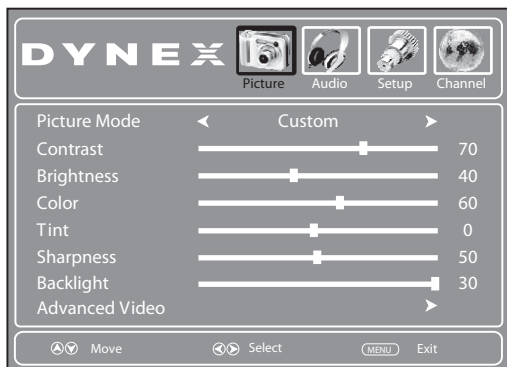 DYNEX
Picture Audio Setup Channel
Picture Mode Custom
Contrast 70
Brightness 40
Color 60
Tint 0
Sharpness 50
Backlight 30
Advanced Video
Move Select MENU Exit